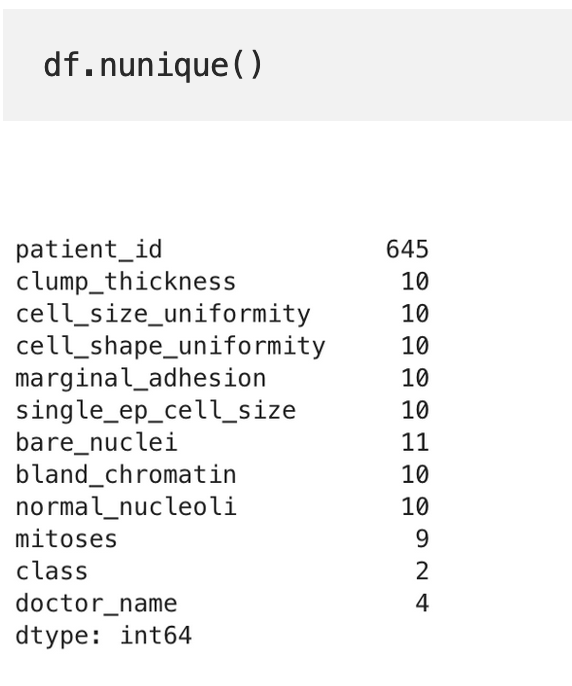 df.nunique()
patient_id 645
clump_thickness 10
cell_size_uniformity 10
cell_shape_uniformity 10
marginal_adhesion 10
single_ep_cell_size 10
bare_nuclei 11
bland_chromatin 10
normal_nucleoli 10
mitoses 9
class 2
doctor_name 4
dtype: int64